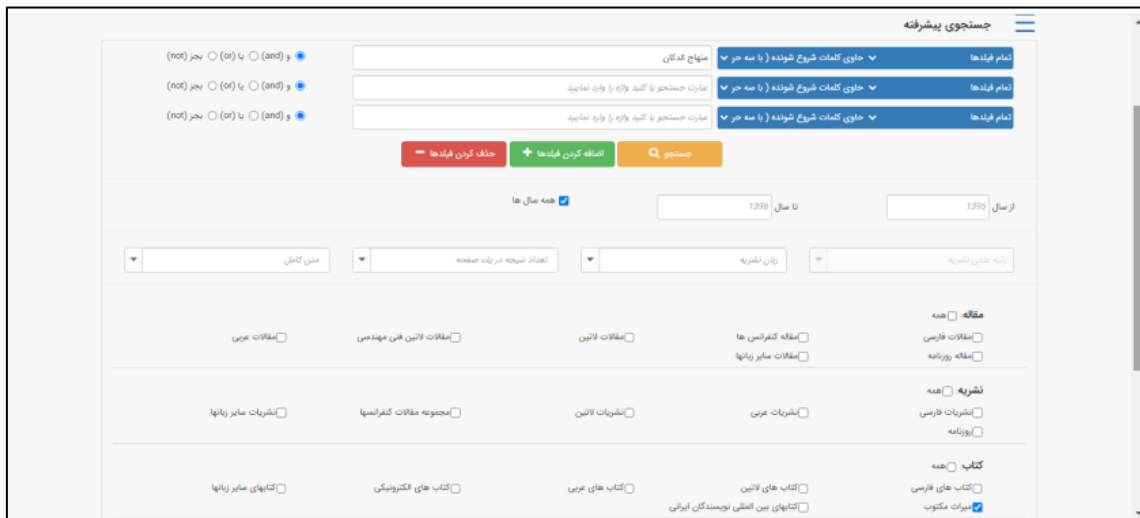 جستجوی پیشرفته
تمام فیلدها حاوی کلمات شروع شونده ( با سه حر منهاج الدکان و (and) یا (or) بجز (not)
تمام فیلدها حاوی کلمات شروع شونده ( با سه حر عبارت جستجو یا کلید واژه را وارد نمایید و (and) یا (or) بجز (not)
تمام فیلدها حاوی کلمات شروع شونده ( با سه حر عبارت جستجو یا کلید واژه را وارد نمایید و (and) یا (or) بجز (not)
جستجو اضافه کردن فیلدها + حذف کردن فیلدها −
از سال 1395 تا سال 1396 همه سال ها
رتبه علمی نشریه زبان نشریه تعداد نتیجه در یک صفحه متن کامل
مقاله: همه
مقالات فارسی مقاله کنفرانس ها مقالات لاتین مقالات لاتین فنی مهندسی مقالات عربی
مقاله روزنامه مقالات سایر زبانها
نشریه: همه
نشریات فارسی نشریات عربی نشریات لاتین مجموعه مقالات کنفرانسها نشریات سایر زبانها
روزنامه
کتاب: همه
کتاب های فارسی کتاب های لاتین کتاب های عربی کتاب های الکترونیکی کتابهای سایر زبانها
میراث مکتوب کتابهای بین المللی نویسندگان ایرانی